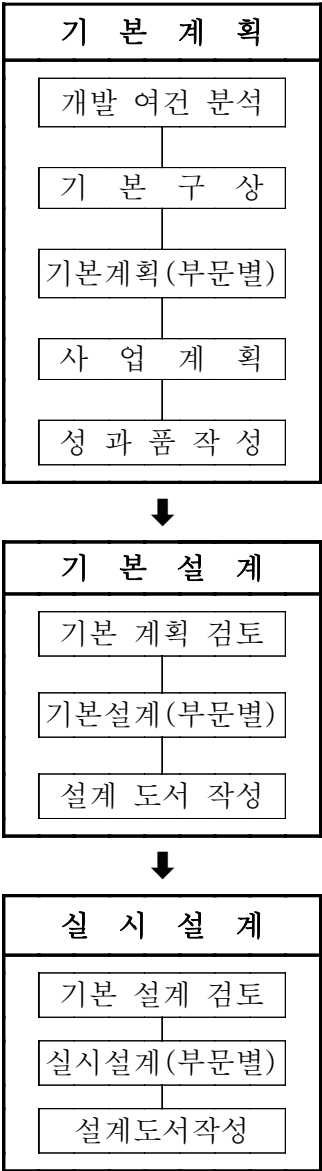 기 본 계 획
개발 여건 분석
기 본 구 상
기본계획(부문별)
사 업 계 획
성 과 품 작 성
기 본 설 계
기본 계획 검토
기본설계(부문별)
설계 도서 작성
실 시 설 계
기본 설계 검토
실시설계(부문별)
설계도서작성